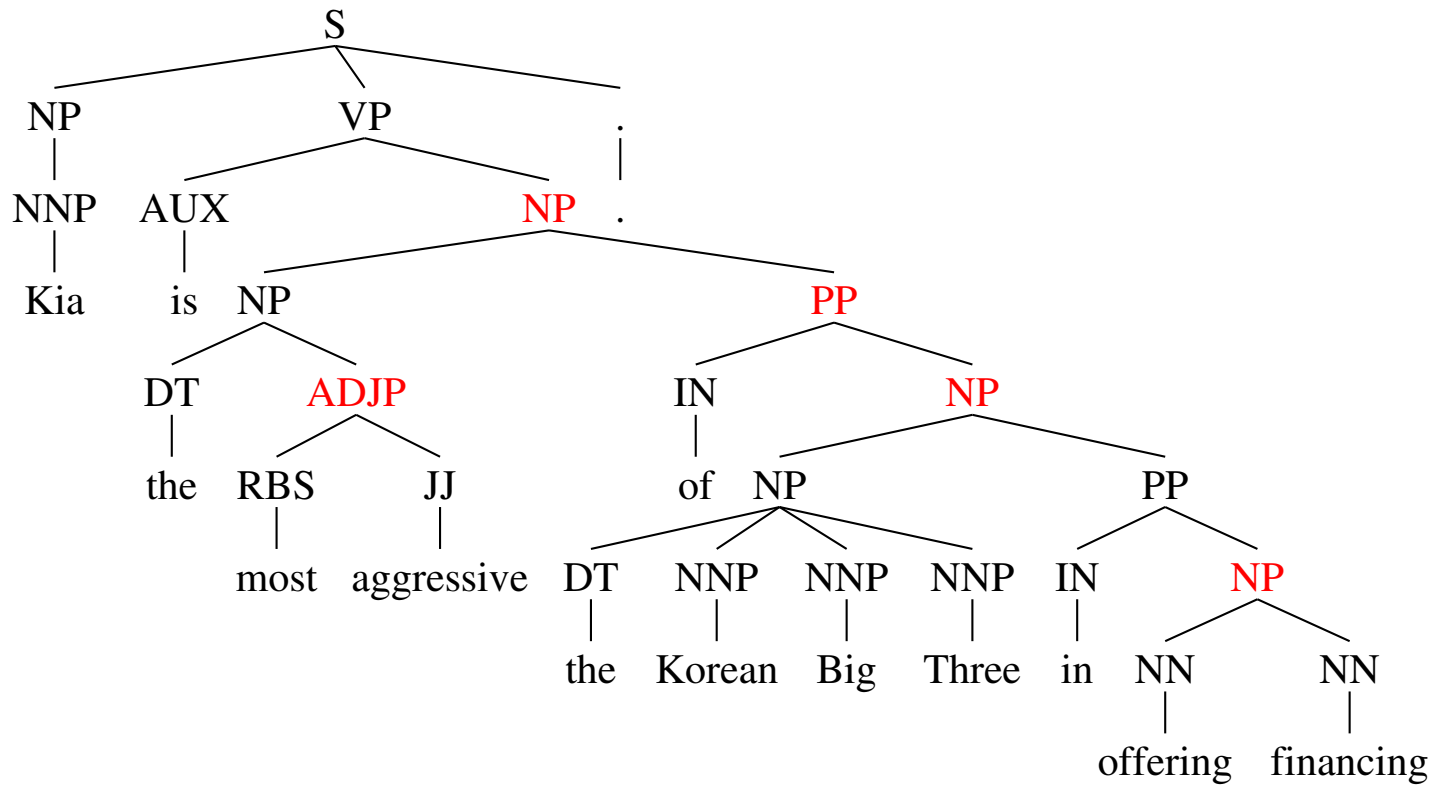 S
NP VP .
NNP AUX NP .
Kia is NP PP
DT ADJP IN NP
the RBS JJ of NP PP
most aggressive DT NNP NNP NNP IN NP
the Korean Big Three in NN NN
offering financing